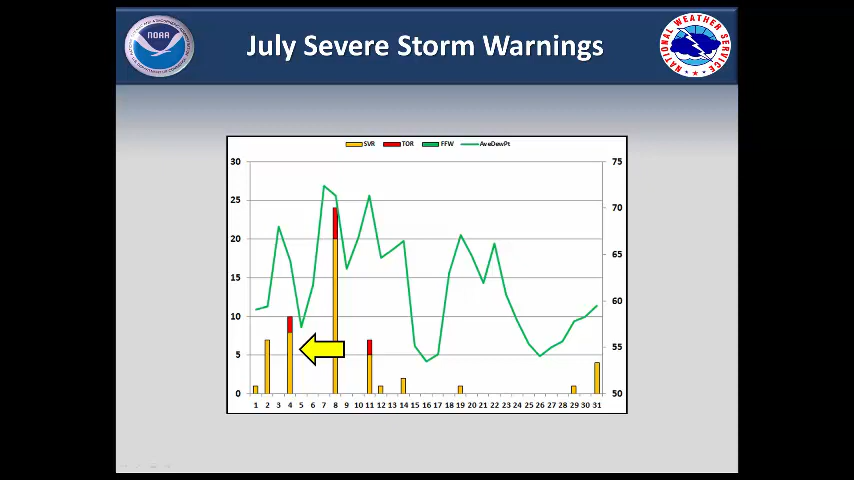 NOAA
July Severe Storm Warnings
NATIONAL WEATHER SERVICE
SVR TOR FFW AveDewPt
30 75
25 70
20 65
15
10 60
5 55
0 50
1 2 3 4 5 6 7 8 9 10 11 12 13 14 15 16 17 18 19 20 21 22 23 24 25 26 27 28 29 30 31